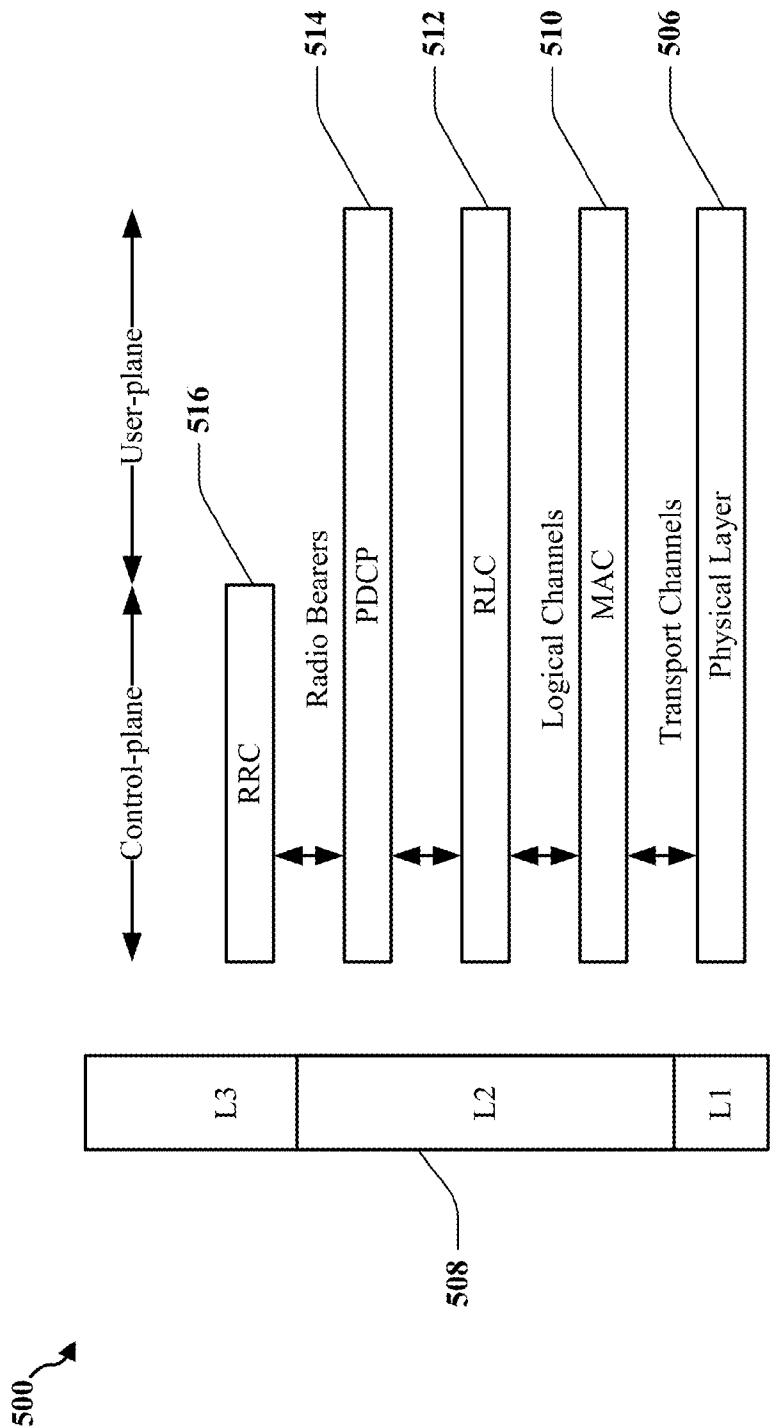 500
Control-plane
User-plane
516
RRC
Radio Bearers
514
PDCP
512
RLC
Logical Channels
510
MAC
Transport Channels
506
Physical Layer
L3
L2
L1
508